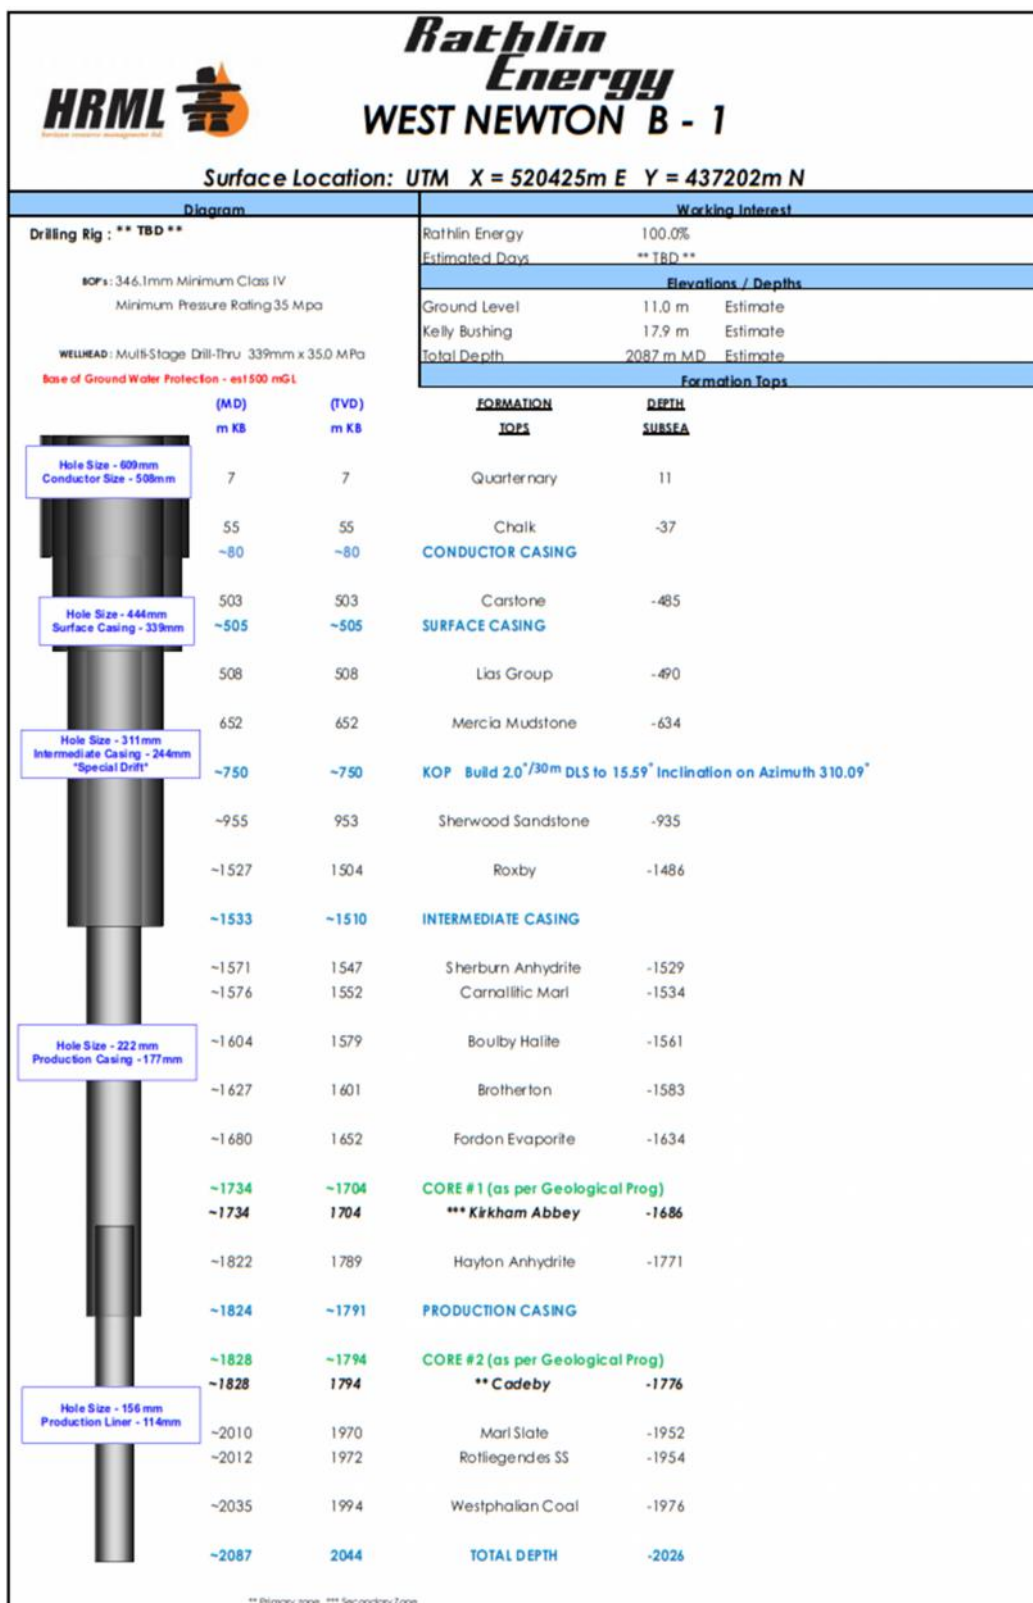 Rathlin
Energy
HRML
horizon resource management ltd.
WEST NEWTON B - 1
Surface Location: UTM X = 520425m E Y = 437202m N
Diagram
Working Interest
Drilling Rig : ** TBD **
Rathlin Energy 100.0%
Estimated Days ** TBD **
BOP's : 346.1mm Minimum Class IV
Minimum Pressure Rating 35 Mpa
Elevations / Depths
Ground Level 11.0 m Estimate
Kelly Bushing 17.9 m Estimate
WELLHEAD : Multi-Stage Drill-Thru 339mm x 35.0 MPa
Total Depth 2087 m MD Estimate
Base of Ground Water Protection - est 500 mGL
Formation Tops
(MD) (TVD) FORMATION DEPTH
m KB m KB TOPS SUBSEA
Hole Size - 609mm
Conductor Size - 508mm
7 7 Quarternary 11
55 55 Chalk -37
~80 ~80 CONDUCTOR CASING
503 503 Carstone -485
Hole Size - 444mm
Surface Casing - 339mm
~505 ~505 SURFACE CASING
508 508 Lias Group -490
652 652 Mercia Mudstone -634
Hole Size - 311mm
Intermediate Casing - 244mm
*Special Drift*
~750 ~750 KOP Build 2.0°/30m DLS to 15.59° Inclination on Azimuth 310.09°
~955 953 Sherwood Sandstone -935
~1527 1504 Roxby -1486
~1533 ~1510 INTERMEDIATE CASING
~1571 1547 Sherburn Anhydrite -1529
~1576 1552 Carnallitic Marl -1534
Hole Size - 222 mm
Production Casing - 177mm
~1604 1579 Boulby Halite -1561
~1627 1601 Brotherton -1583
~1680 1652 Fordon Evaporite -1634
~1734 ~1704 CORE #1 (as per Geological Prog)
~1734 1704 *** Kirkham Abbey -1686
~1822 1789 Hayton Anhydrite -1771
~1824 ~1791 PRODUCTION CASING
~1828 ~1794 CORE #2 (as per Geological Prog)
~1828 1794 ** Cadeby -1776
Hole Size - 156 mm
Production Liner - 114mm
~2010 1970 Marl Slate -1952
~2012 1972 Rotliegendes SS -1954
~2035 1994 Westphalian Coal -1976
~2087 2044 TOTAL DEPTH -2026
** Primary zone *** Secondary Zone